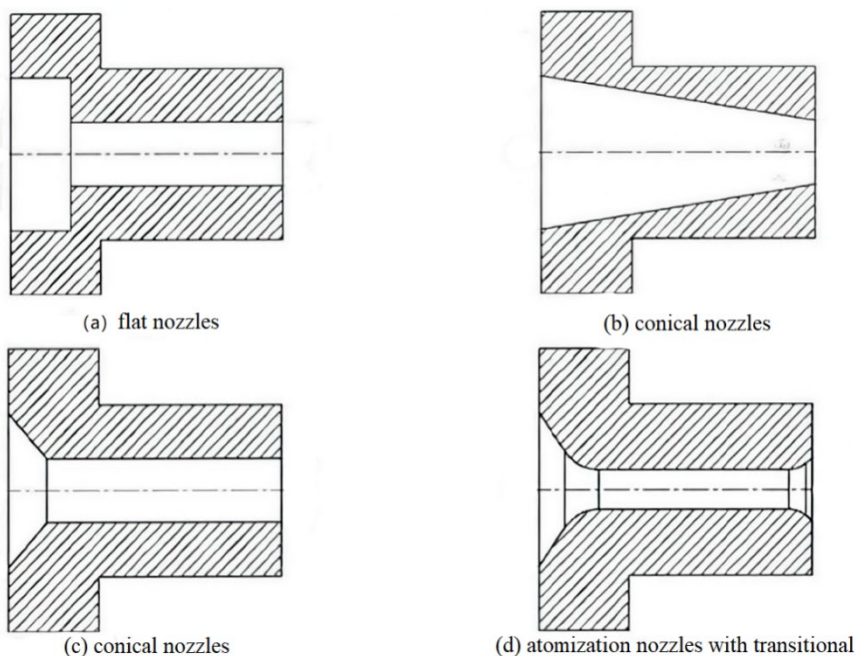 (a) flat nozzles
(b) conical nozzles
(c) conical nozzles
(d) atomization nozzles with transitional